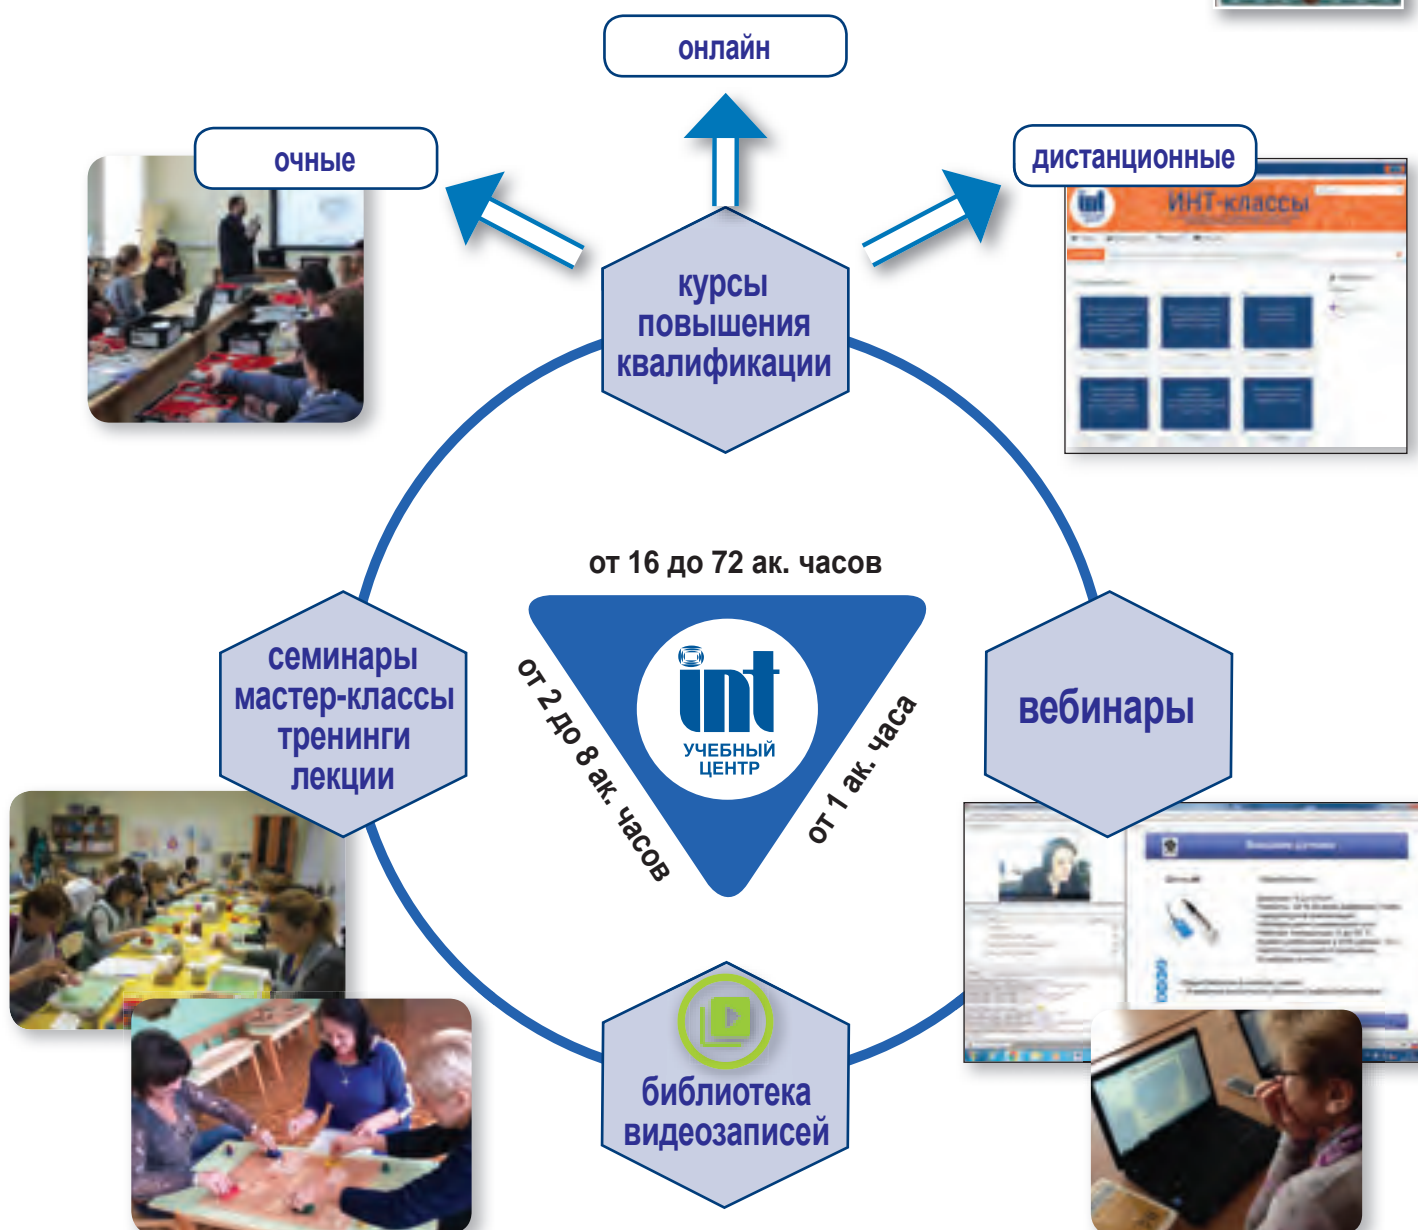 онлайн
очные
дистанционные
int
ИНТ-классы
курсы
повышения
квалификации
от 16 до 72 ак. часов
семинары
мастер-классы
тренинги
лекции
от 2 до 8 ак. часов
int
УЧЕБНЫЙ
ЦЕНТР
от 1 ак. часа
вебинары
библиотека
видеозаписей